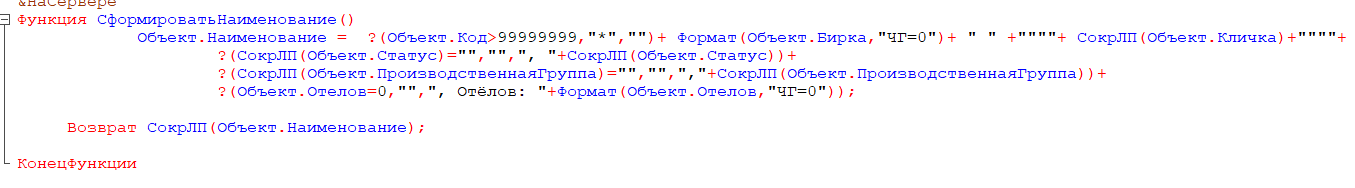 &НаСервере
Функция СформироватьНаименование()
Объект.Наименование =  ?(Объект.Код>99999999,"*","")+ Формат(Объект.Бирка,"ЧГ=0")+ " " +""""+ СокрЛП(Объект.Кличка)+""""+
?(СокрЛП(Объект.Статус)="","",", "+СокрЛП(Объект.Статус))+
?(СокрЛП(Объект.ПроизводственнаяГруппа)="","",","+СокрЛП(Объект.ПроизводственнаяГруппа))+
?(Объект.Отелов=0,"",", Отёлов: "+Формат(Объект.Отелов,"ЧГ=0"));
Возврат СокрЛП(Объект.Наименование);
КонецФункции